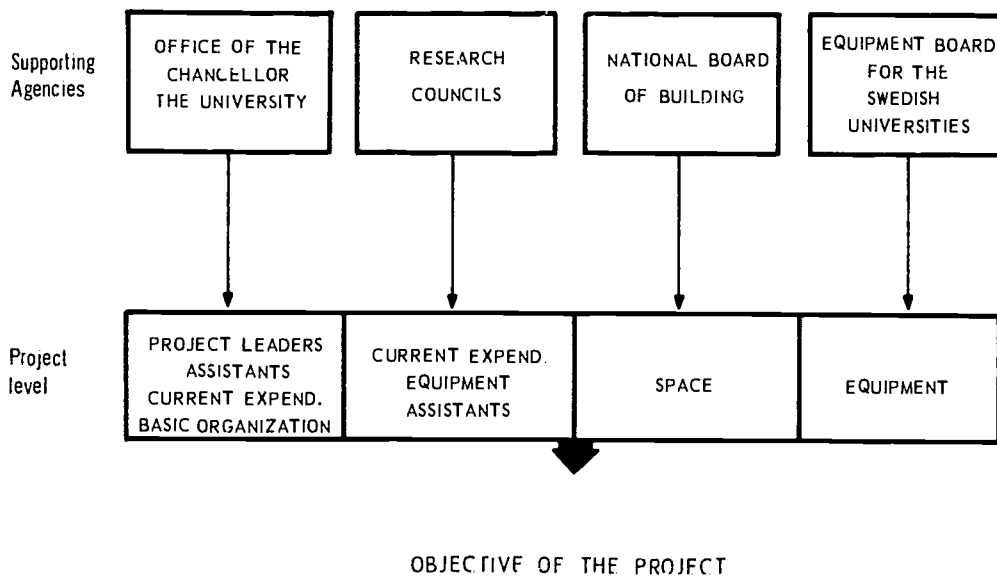 Supporting
Agencies
OFFICE OF THE
CHANCELLOR
THE UNIVERSITY
RESEARCH
COUNCILS
NATIONAL BOARD
OF BUILDING
EQUIPMENT BOARD
FOR THE
SWEDISH
UNIVERSITIES
Project
level
PROJECT LEADERS
ASSISTANTS
CURRENT EXPEND.
BASIC ORGANIZATION
CURRENT EXPEND.
EQUIPMENT
ASSISTANTS
SPACE
EQUIPMENT
OBJECTIVE OF THE PROJECT